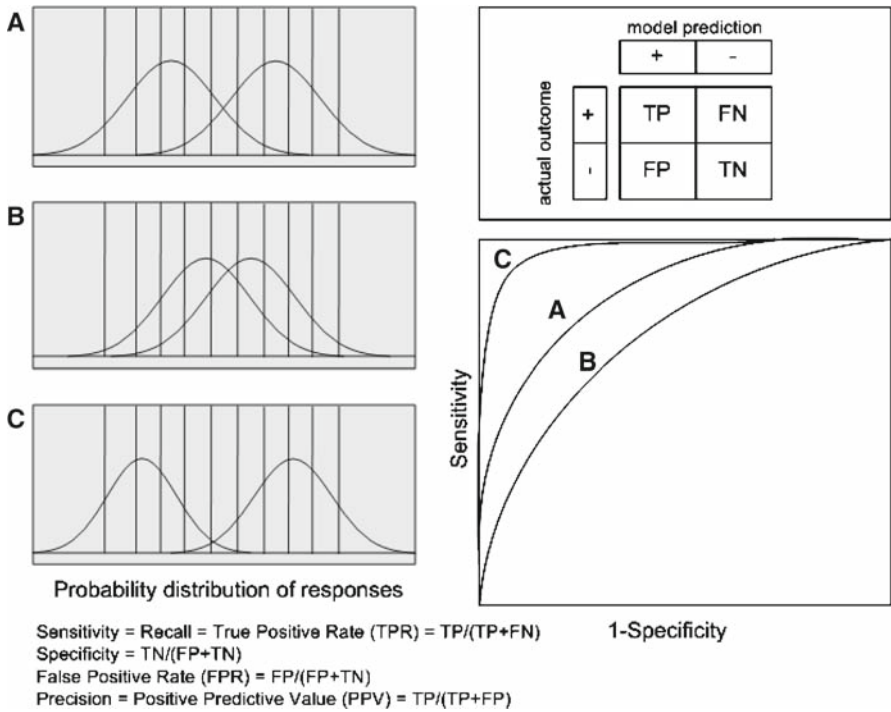 A
B
C
Probability distribution of responses
Sensitivity = Recall = True Positive Rate (TPR) = TP/(TP+FN)
Specificity = TN/(FP+TN)
False Positive Rate (FPR) = FP/(FP+TN)
Precision = Positive Predictive Value (PPV) = TP/(TP+FP)
model prediction
+ -
actual outcome
+ TP FN
- FP TN
C
A
B
Sensitivity
1-Specificity